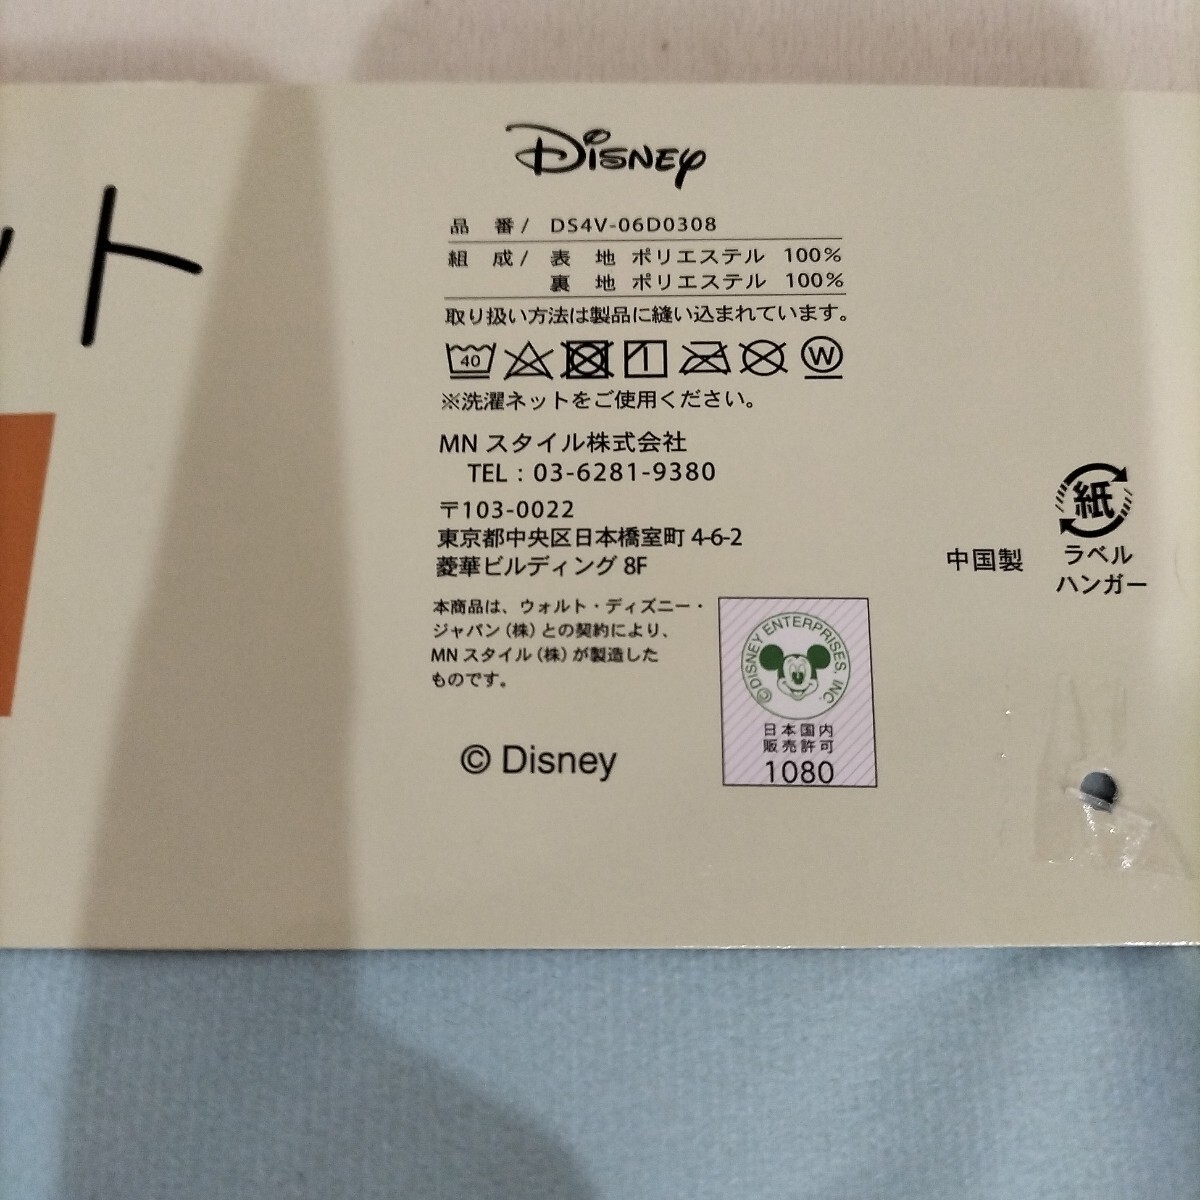 ット
Disney
品 番/ DS4V-06D0308
組 成/ 表 地 ポリエステル 100%
裏 地 ポリエステル 100%
取り扱い方法は製品に縫い込まれています。
40 W
※洗濯ネットをご使用ください。
MN スタイル株式会社
TEL : 03-6281-9380
〒103-0022
東京都中央区日本橋室町 4-6-2
菱華ビルディング 8F
本商品は、ウォルト・ディズニー・
ジャパン(株)との契約により、
MN スタイル(株)が製造した
ものです。
© Disney
©DISNEY ENTERPRISES, INC.
日本国内
販売許可
1080
中国製
紙
ラベル
ハンガー